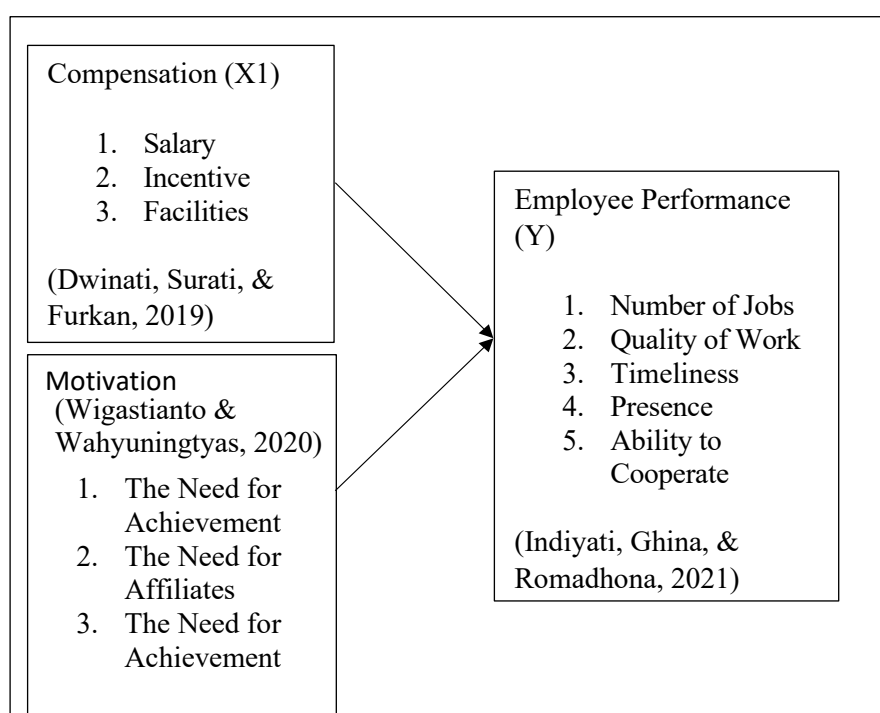 Compensation (X1)
1. Salary
2. Incentive
3. Facilities
(Dwinati, Surati, &
Furkan, 2019)
Motivation
(Wigastianto &
Wahyuningtyas, 2020)
1. The Need for
Achievement
2. The Need for
Affiliates
3. The Need for
Achievement
Employee Performance
(Y)
1. Number of Jobs
2. Quality of Work
3. Timeliness
4. Presence
5. Ability to
Cooperate
(Indiyati, Ghina, &
Romadhona, 2021)